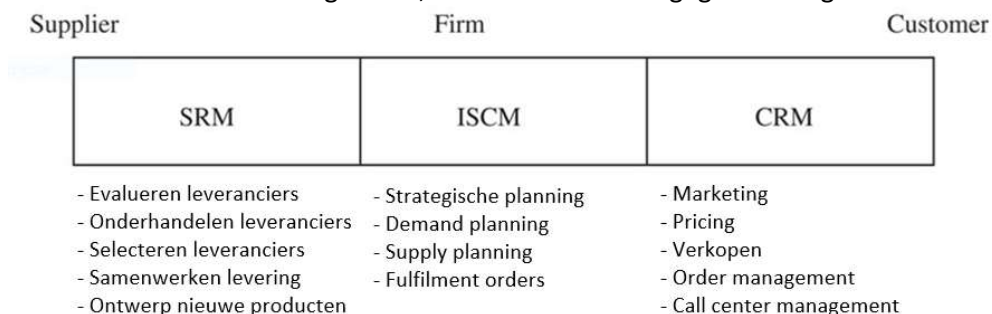 Supplier Firm Customer
SRM ISCM CRM
- Evalueren leveranciers
- Onderhandelen leveranciers
- Selecteren leveranciers
- Samenwerken levering
- Ontwerp nieuwe producten
- Strategische planning
- Demand planning
- Supply planning
- Fulfilment orders
- Marketing
- Pricing
- Verkopen
- Order management
- Call center management